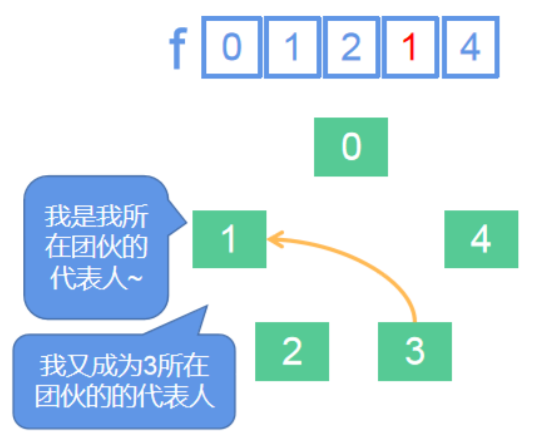 f 0 1 2 1 4
0
我是我所
在团伙的
代表人~
1
4
我又成为3所在
团伙的的代表人
2
3